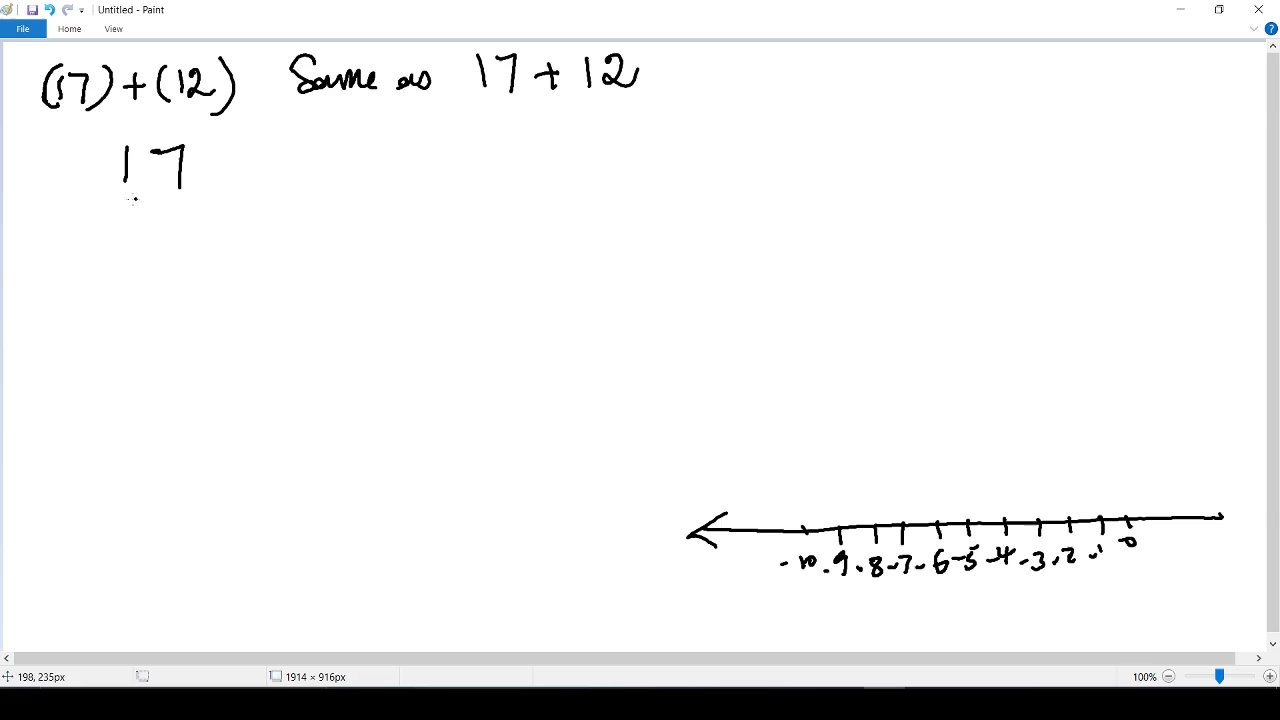 Untitled - Paint
File Home View
(17) + (12) Same as 17 + 12
17
-10 -9 -8 -7 -6 -5 -4 -3 -2 -1 0
198, 235px 1914 × 916px 100%